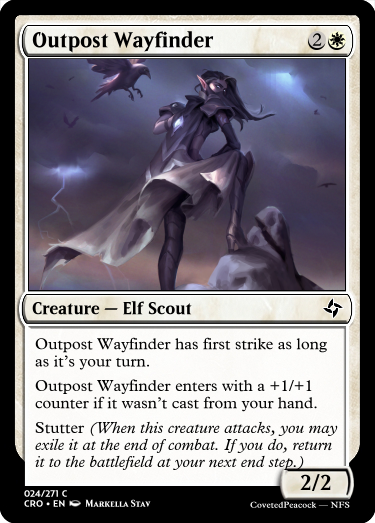 Outpost Wayfinder 2
Creature — Elf Scout
Outpost Wayfinder has first strike as long
as it's your turn.
Outpost Wayfinder enters with a +1/+1
counter if it wasn't cast from your hand.
Stutter (When this creature attacks, you may
exile it at the end of combat. If you do, return
it to the battlefield at your next end step.)
2/2
024/271 C
CRO • EN Markella Stav
CovetedPeacock — NFS